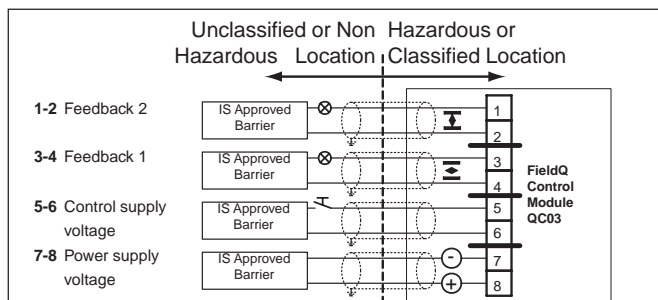 Unclassified or Non Hazardous or
Hazardous Location Classified Location
1-2 Feedback 2
IS Approved
Barrier
1
2
3-4 Feedback 1
IS Approved
Barrier
3
4
5-6 Control supply
voltage
IS Approved
Barrier
5
6
7-8 Power supply
voltage
IS Approved
Barrier
-
+
7
8
FieldQ
Control
Module
QC03